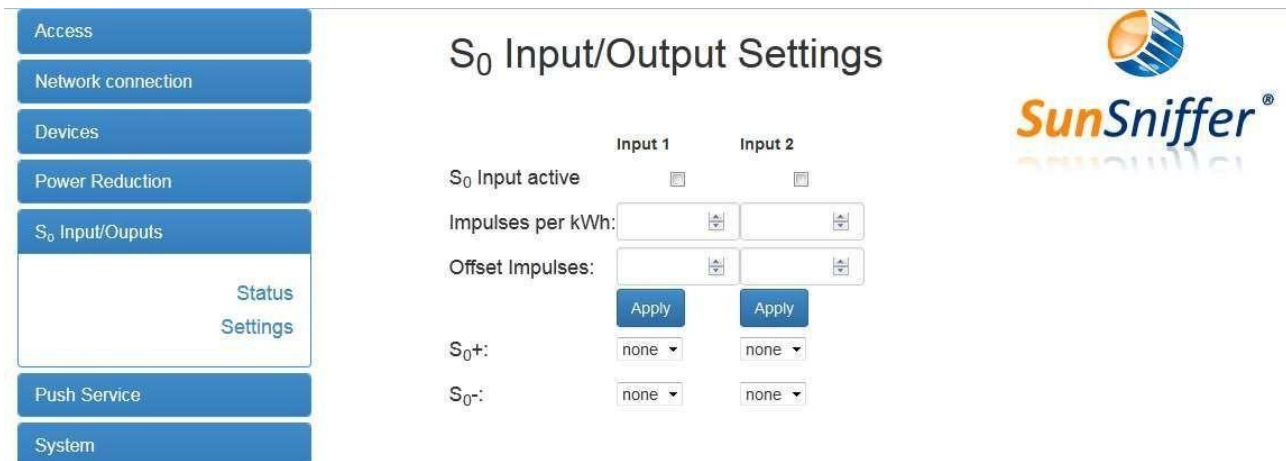 Access
Network connection
Devices
Power Reduction
S₀ Input/Ouputs
Status
Settings
Push Service
System
S₀ Input/Output Settings
Input 1 Input 2
S₀ Input active
Impulses per kWh:
Offset Impulses:
Apply Apply
S₀+: none none
S₀-: none none
SunSniffer®